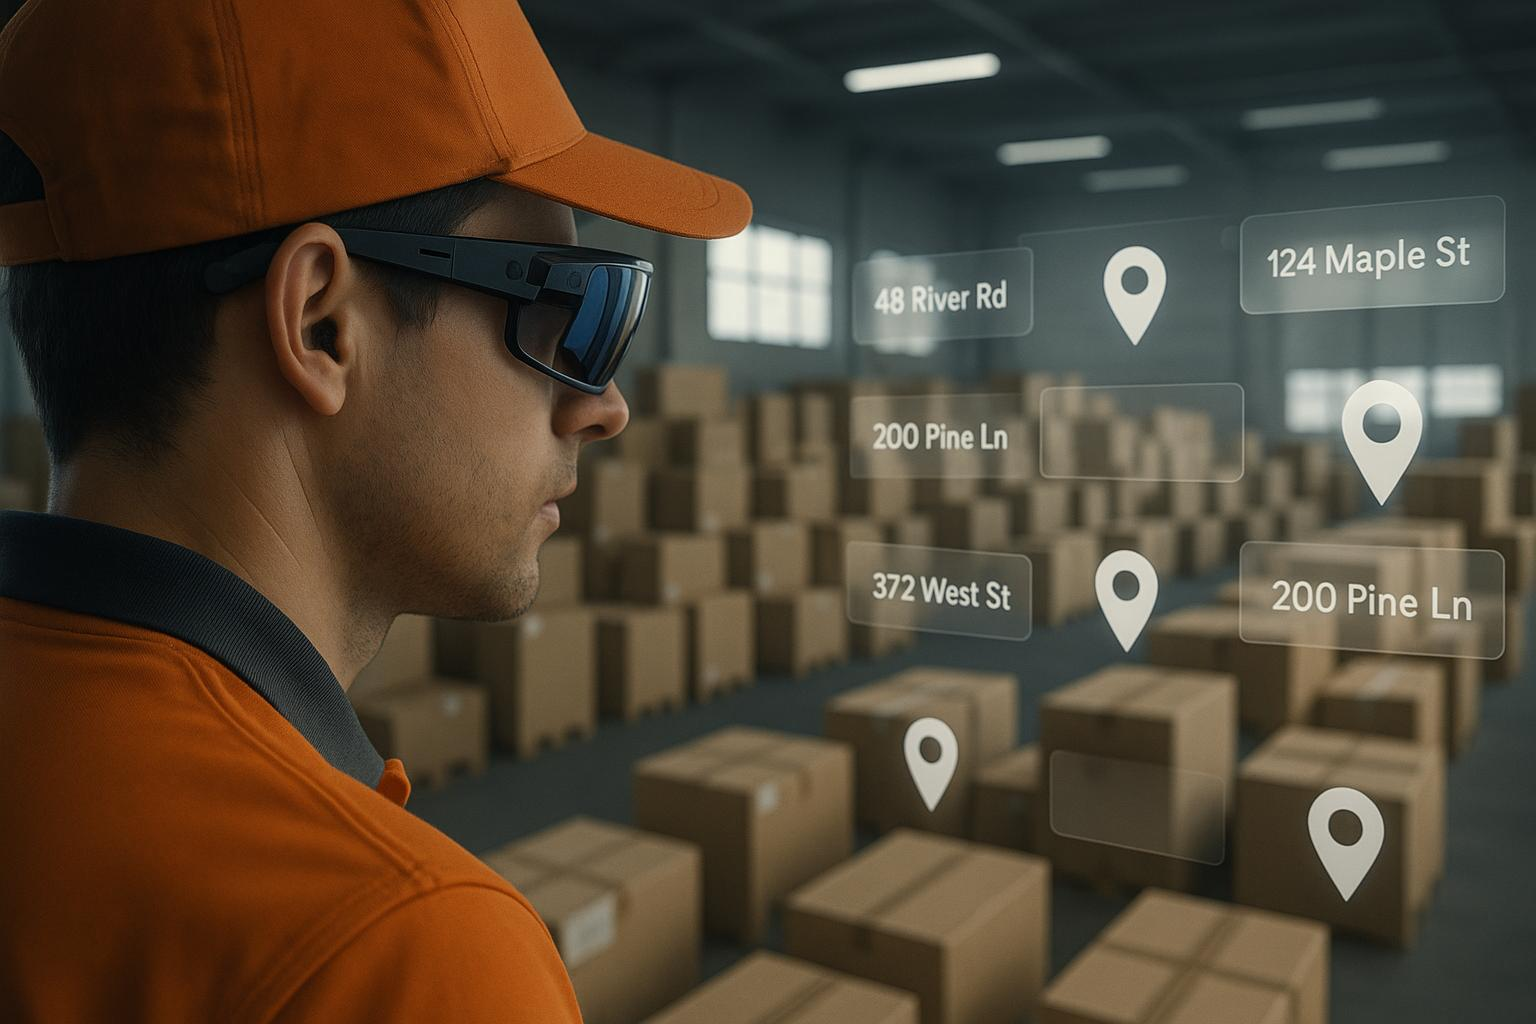 48 River Rd
124 Maple St
200 Pine Ln
372 West St
200 Pine Ln